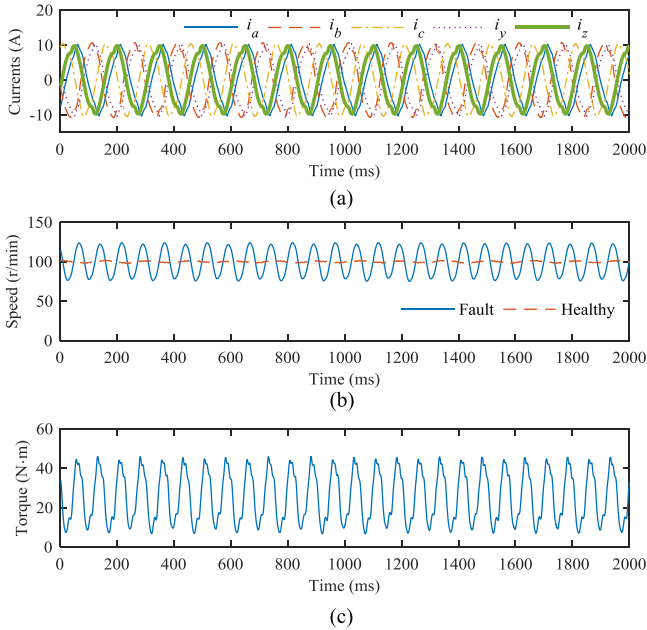 20
10
0
-10
Currents (A)
i_a i_b i_c i_y i_z
0 200 400 600 800 1000 1200 1400 1600 1800 2000
Time (ms)
(a)
150
100
50
0
Speed (r/min)
Fault Healthy
0 200 400 600 800 1000 1200 1400 1600 1800 2000
Time (ms)
(b)
60
40
20
0
Torque (N·m)
0 200 400 600 800 1000 1200 1400 1600 1800 2000
Time (ms)
(c)